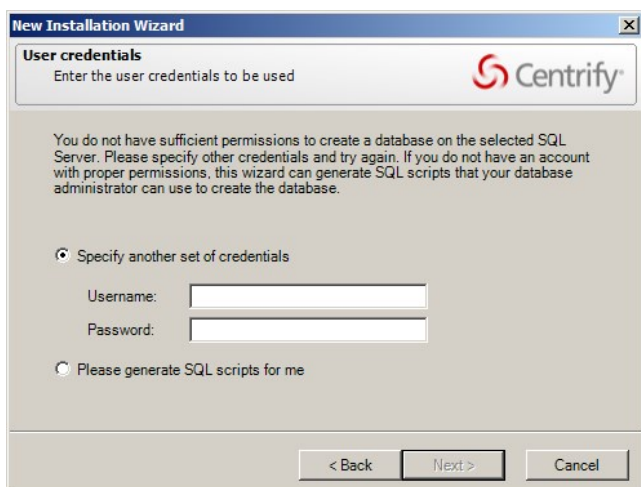 New Installation Wizard
User credentials
Enter the user credentials to be used
Centrify
You do not have sufficient permissions to create a database on the selected SQL
Server. Please specify other credentials and try again. If you do not have an account
with proper permissions, this wizard can generate SQL scripts that your database
administrator can use to create the database.
Specify another set of credentials
Username:
Password:
Please generate SQL scripts for me
< Back
Next >
Cancel